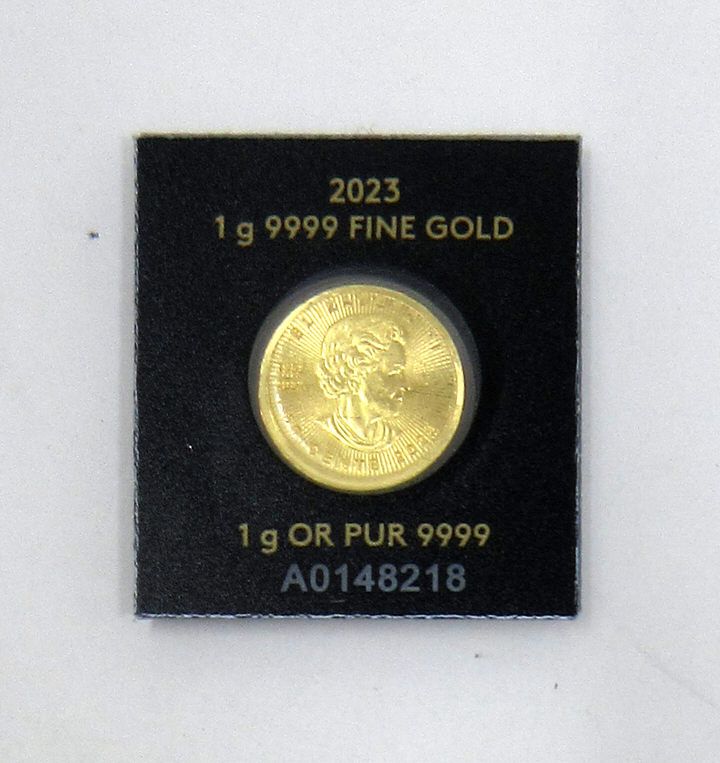 2023
1 g 9999 FINE GOLD
1 g OR PUR 9999
A0148218